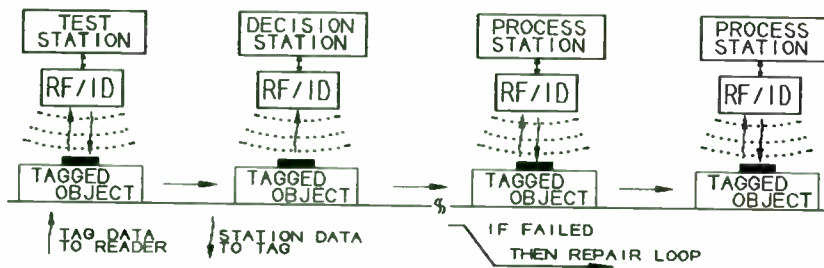 TEST
STATION
RF/ID
TAGGED
OBJECT
DECISION
STATION
RF/ID
TAGGED
OBJECT
PROCESS
STATION
RF/ID
TAGGED
OBJECT
PROCESS
STATION
RF/ID
TAGGED
OBJECT
TAG DATA
TO READER
STATION DATA
TO TAG
IF FAILED
THEN REPAIR LOOP